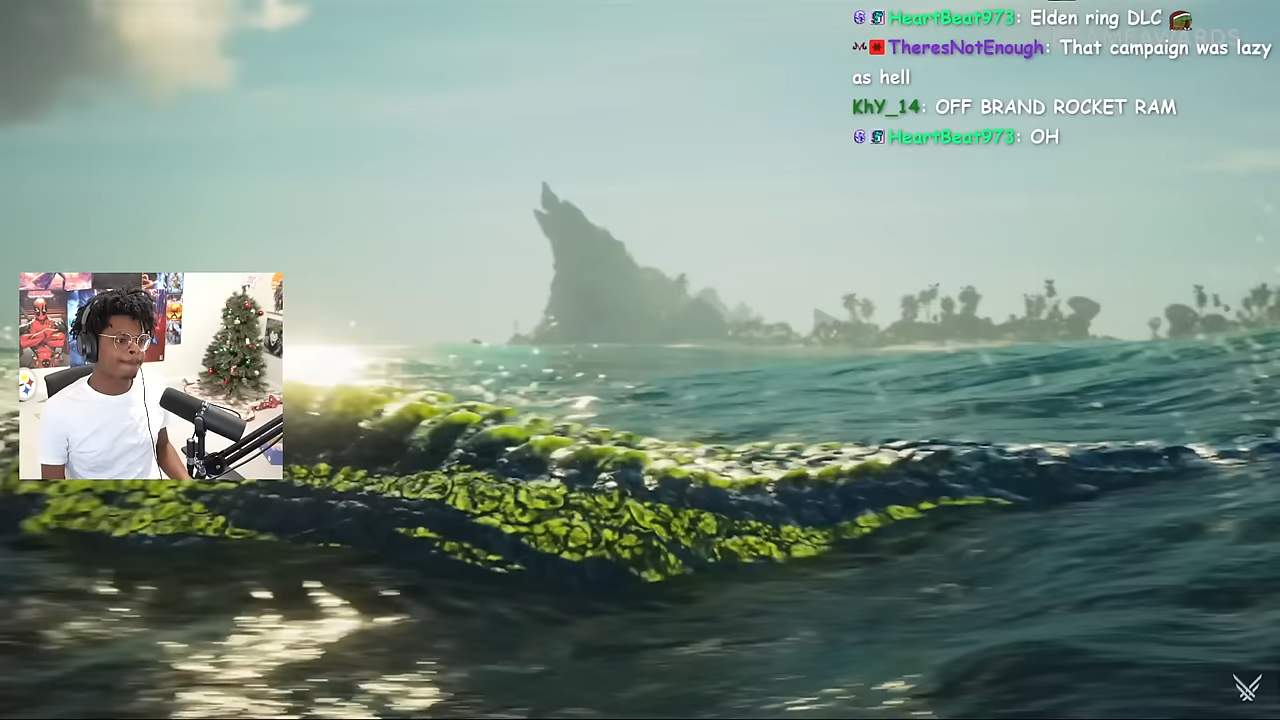 HeartBeat973: Elden ring DLC
TheresNotEnough: That campaign was lazy
as hell
KhY_14: OFF BRAND ROCKET RAM
HeartBeat973: OH